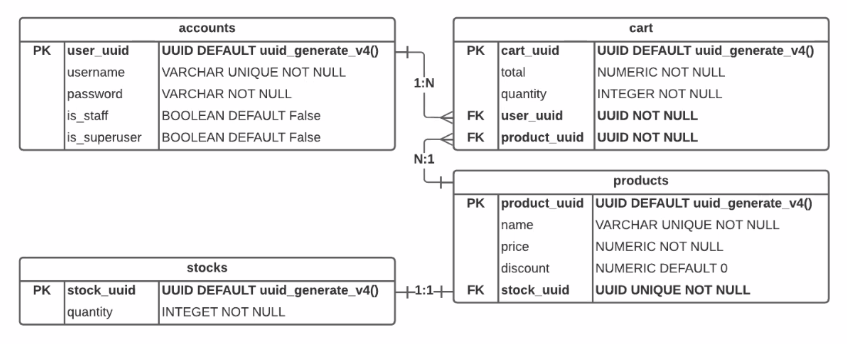 accounts
PK user_uuid UUID DEFAULT uuid_generate_v4()
username VARCHAR UNIQUE NOT NULL
password VARCHAR NOT NULL
is_staff BOOLEAN DEFAULT False
is_superuser BOOLEAN DEFAULT False
cart
PK cart_uuid UUID DEFAULT uuid_generate_v4()
total NUMERIC NOT NULL
quantity INTEGER NOT NULL
FK user_uuid UUID NOT NULL
FK product_uuid UUID NOT NULL
1:N
N:1
products
PK product_uuid UUID DEFAULT uuid_generate_v4()
name VARCHAR UNIQUE NOT NULL
price NUMERIC NOT NULL
discount NUMERIC DEFAULT 0
FK stock_uuid UUID UNIQUE NOT NULL
stocks
PK stock_uuid UUID DEFAULT uuid_generate_v4()
quantity INTEGET NOT NULL
1:1